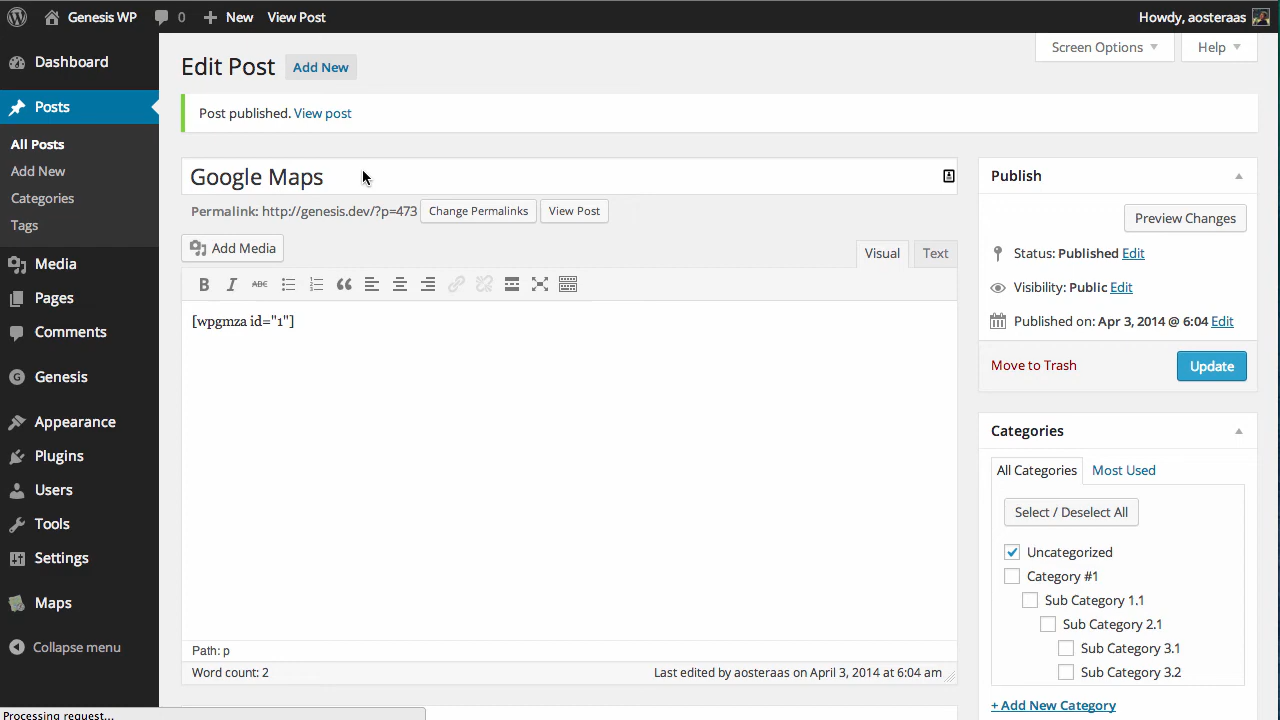 Genesis WP 0 New View Post Howdy, aosteraas
Dashboard
Posts
All Posts
Add New
Categories
Tags
Media
Pages
Comments
Genesis
Appearance
Plugins
Users
Tools
Settings
Maps
Collapse menu
Processing request...
Screen Options Help
Edit Post Add New
Post published. View post
Google Maps
Permalink: http://genesis.dev/?p=473 Change Permalinks View Post
Add Media
Visual Text
B I ABC
[wpgmza id="1"]
Path: p
Word count: 2 Last edited by aosteraas on April 3, 2014 at 6:04 am
Publish
Preview Changes
Status: Published Edit
Visibility: Public Edit
Published on: Apr 3, 2014 @ 6:04 Edit
Move to Trash Update
Categories
All Categories Most Used
Select / Deselect All
Uncategorized
Category #1
Sub Category 1.1
Sub Category 2.1
Sub Category 3.1
Sub Category 3.2
+ Add New Category